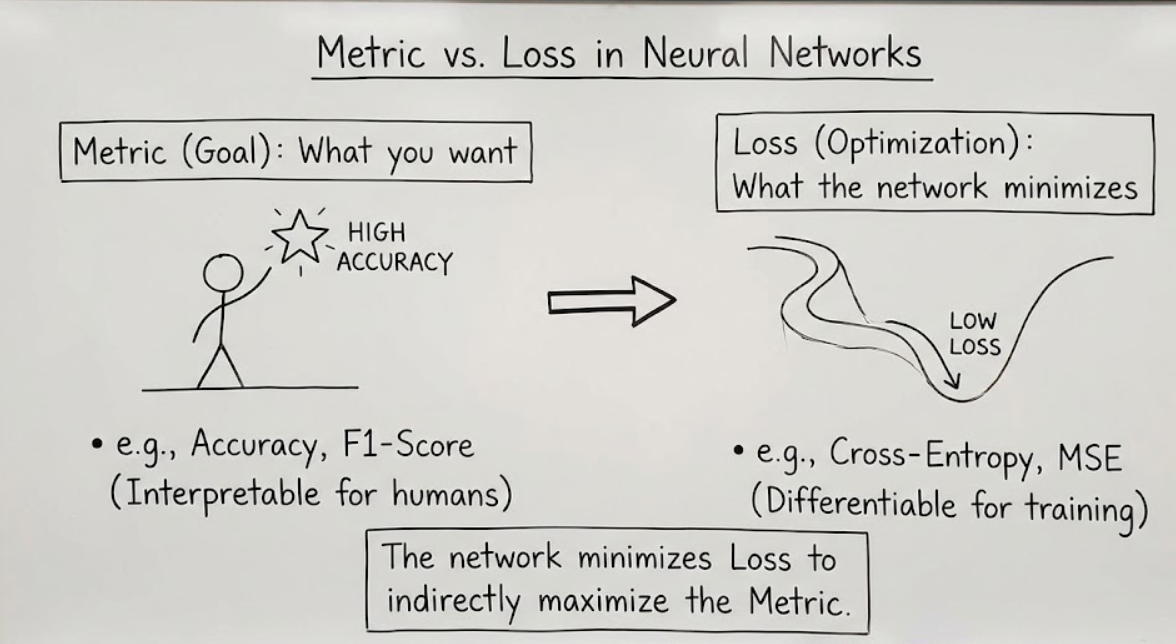 Metric vs. Loss in Neural Networks
Metric (Goal): What you want
HIGH
ACCURACY
• e.g., Accuracy, F1-Score
(Interpretable for humans)
Loss (Optimization):
What the network minimizes
LOW
LOSS
• e.g., Cross-Entropy, MSE
(Differentiable for training)
The network minimizes Loss to
indirectly maximize the Metric.